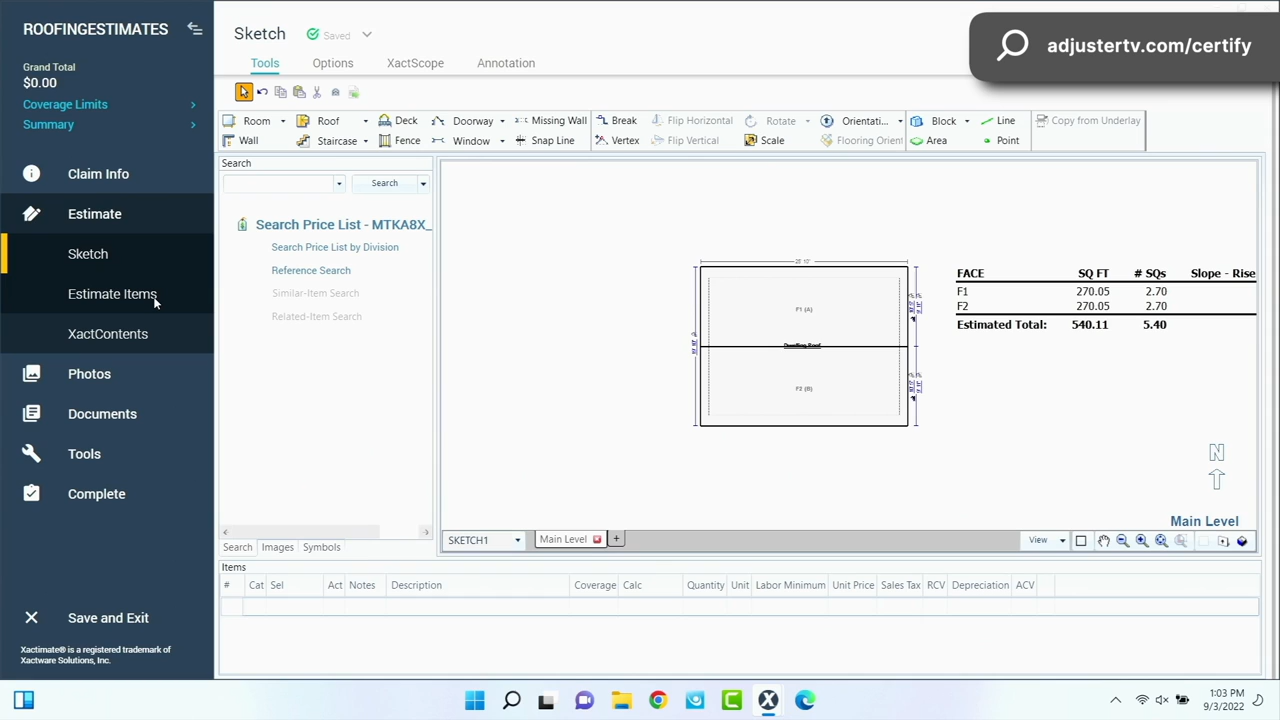 ROOFINGESTIMATES
Grand Total
$0.00
Coverage Limits
Summary
Claim Info
Estimate
Sketch
Estimate Items
XactContents
Photos
Documents
Tools
Complete
Save and Exit
Xactimate® is a registered trademark of
Xactware Solutions, Inc.
Sketch Saved
adjustertv.com/certify
Tools Options XactScope Annotation
Room Roof Deck Doorway Missing Wall Break Flip Horizontal Rotate Orientati... Block Line Copy from Underlay
Wall Staircase Fence Window Snap Line Vertex Flip Vertical Scale Flooring Orient Area Point
Search
Search
Search Price List - MTKA8X_
Search Price List by Division
Reference Search
Similar-Item Search
Related-Item Search
Search Images Symbols
F1 (A)
Dwelling Roof
F2 (B)
FACE SQ FT # SQs Slope - Rise
F1 270.05 2.70
F2 270.05 2.70
Estimated Total: 540.11 5.40
N
Main Level
SKETCH1 Main Level + View
Items
# Cat Sel Act Notes Description Coverage Calc Quantity Unit Labor Minimum Unit Price Sales Tax RCV Depreciation ACV
1:03 PM
9/3/2022